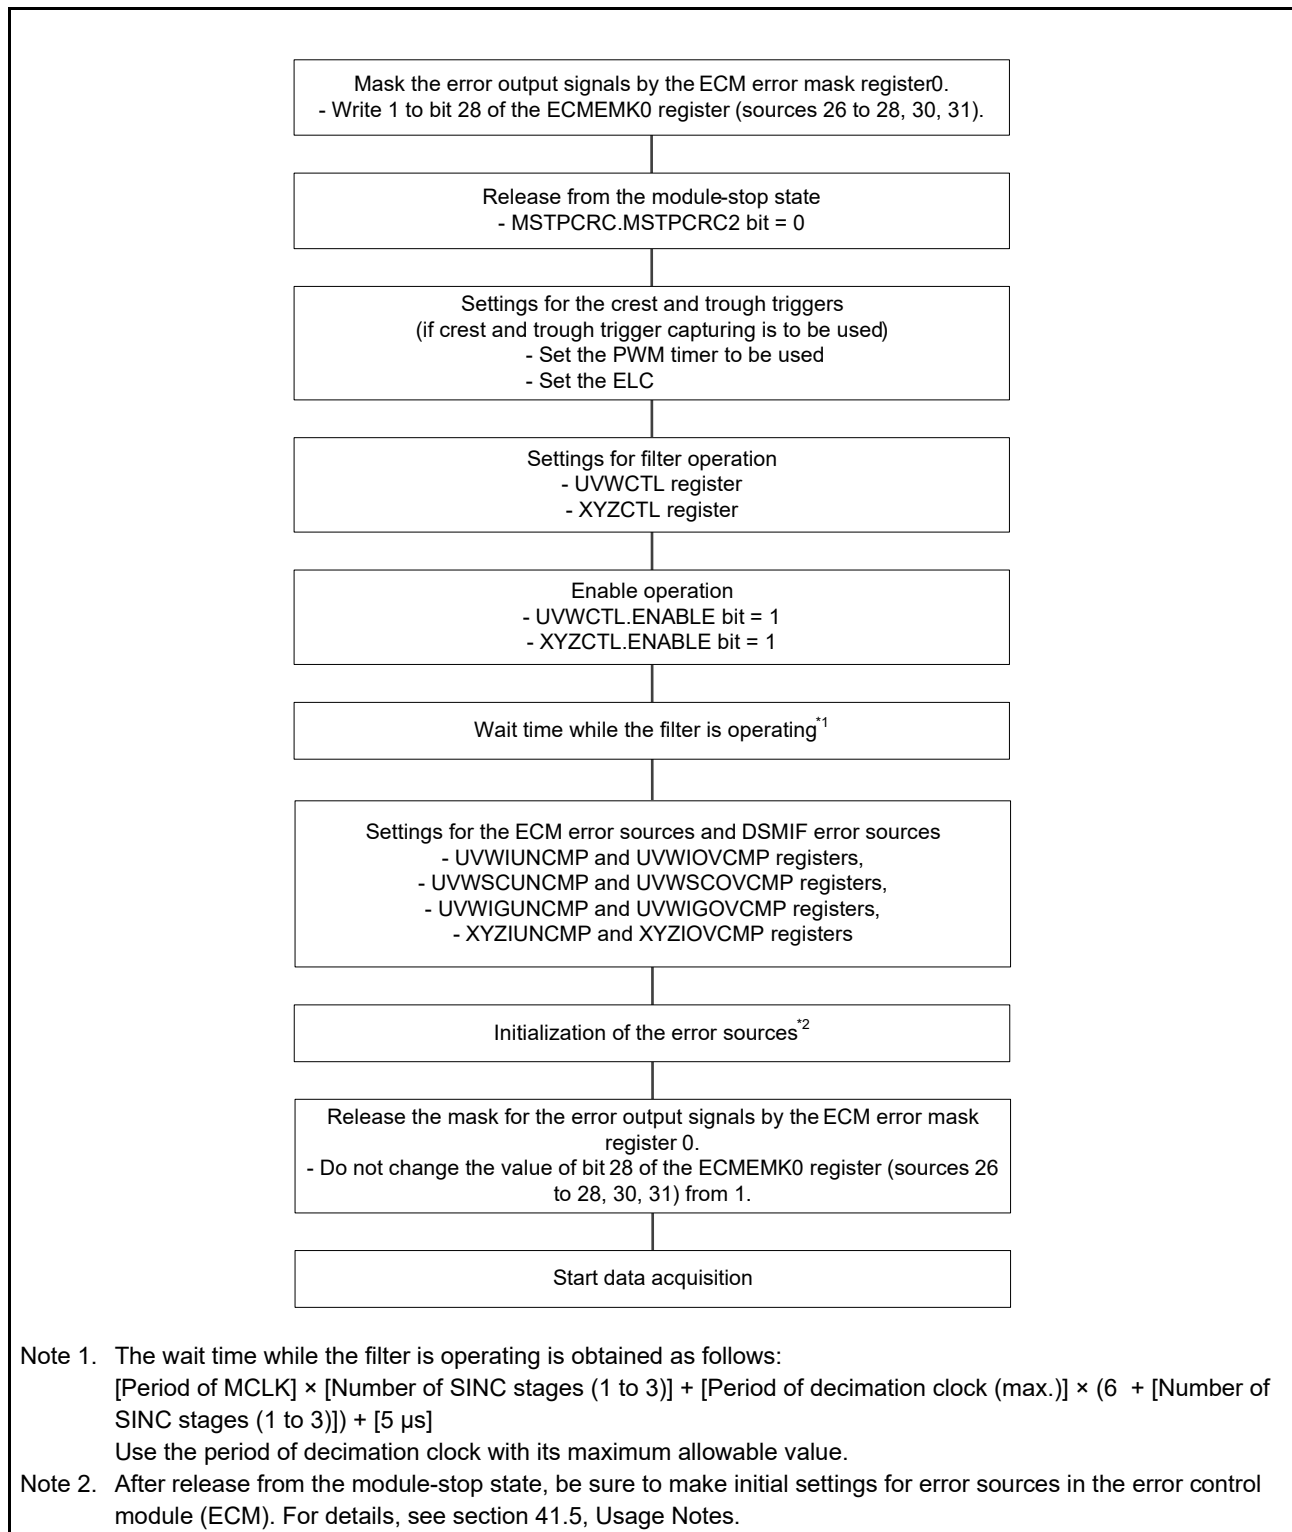 Mask the error output signals by the ECM error mask register0.
- Write 1 to bit 28 of the ECMEMK0 register (sources 26 to 28, 30, 31).
Release from the module-stop state
- MSTPCRC.MSTPCRC2 bit = 0
Settings for the crest and trough triggers
(if crest and trough trigger capturing is to be used)
- Set the PWM timer to be used
- Set the ELC
Settings for filter operation
- UVWCTL register
- XYZCTL register
Enable operation
- UVWCTL.ENABLE bit = 1
- XYZCTL.ENABLE bit = 1
Wait time while the filter is operating*1
Settings for the ECM error sources and DSMIF error sources
- UVWIUNCMP and UVWIOVCMP registers,
- UVWSCUNCMP and UVWSCOVCMP registers,
- UVWIGUNCMP and UVWIGOVCMP registers,
- XYZIUNCMP and XYZIOVCMP registers
Initialization of the error sources*2
Release the mask for the error output signals by the ECM error mask
register 0.
- Do not change the value of bit 28 of the ECMEMK0 register (sources 26
to 28, 30, 31) from 1.
Start data acquisition
Note 1. The wait time while the filter is operating is obtained as follows:
[Period of MCLK] × [Number of SINC stages (1 to 3)] + [Period of decimation clock (max.)] × (6 + [Number of
SINC stages (1 to 3)]) + [5 µs]
Use the period of decimation clock with its maximum allowable value.
Note 2. After release from the module-stop state, be sure to make initial settings for error sources in the error control
module (ECM). For details, see section 41.5, Usage Notes.